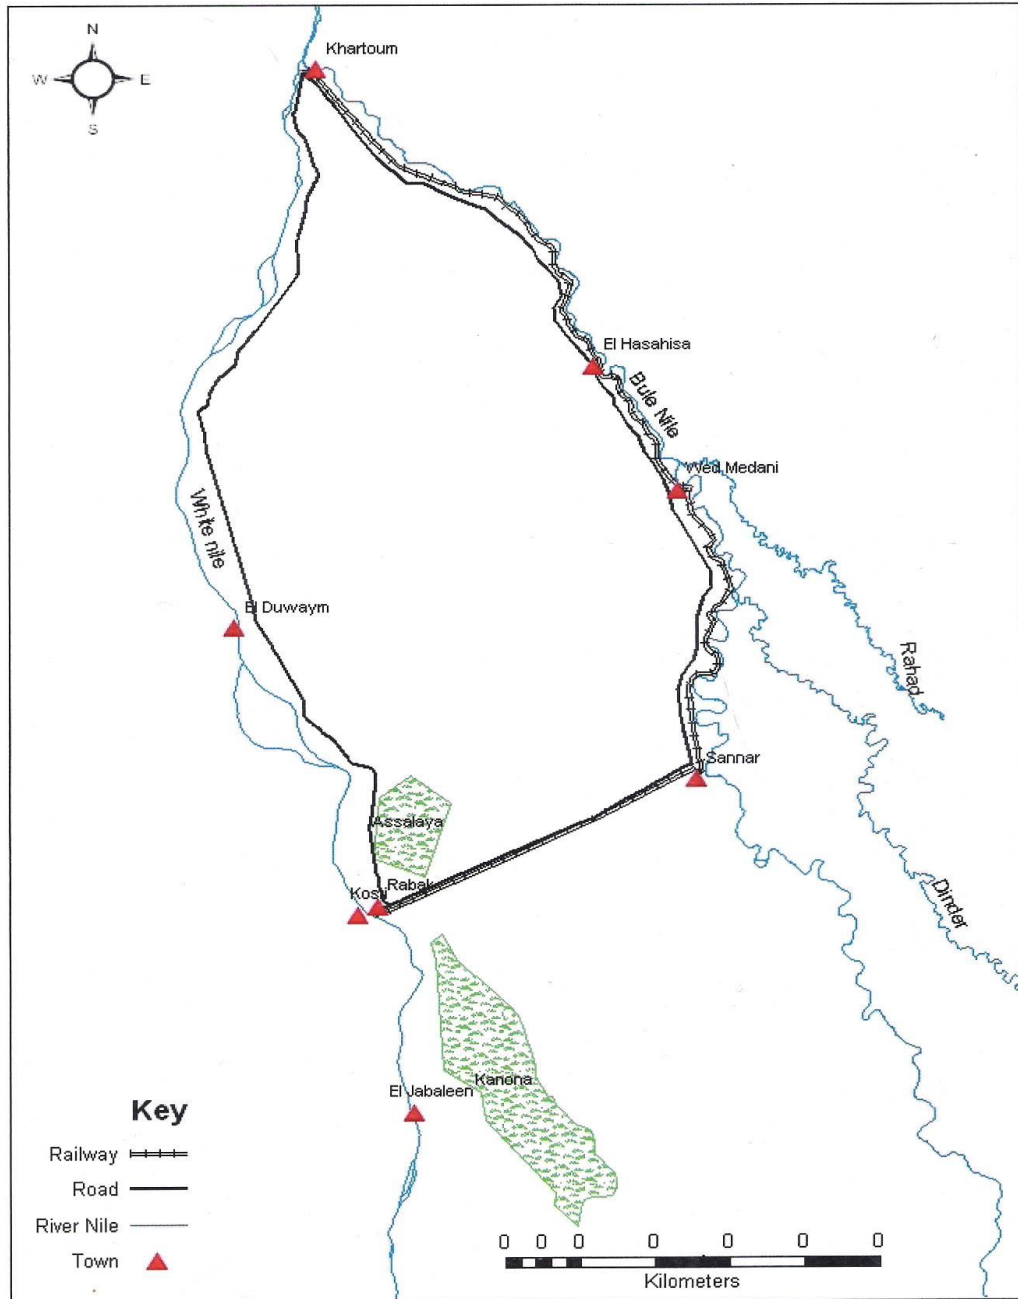 N
W E
S
Khartoum
El Hasahisa
Bule Nile
Wed Medani
White nile
El Duwaym
Rahad
Sannar
Assalaya
Rabak
Kosti
Dinder
Kanona
El Jabaleen
Key
Railway
Road
River Nile
Town
0 0 0 0 0 0
Kilometers